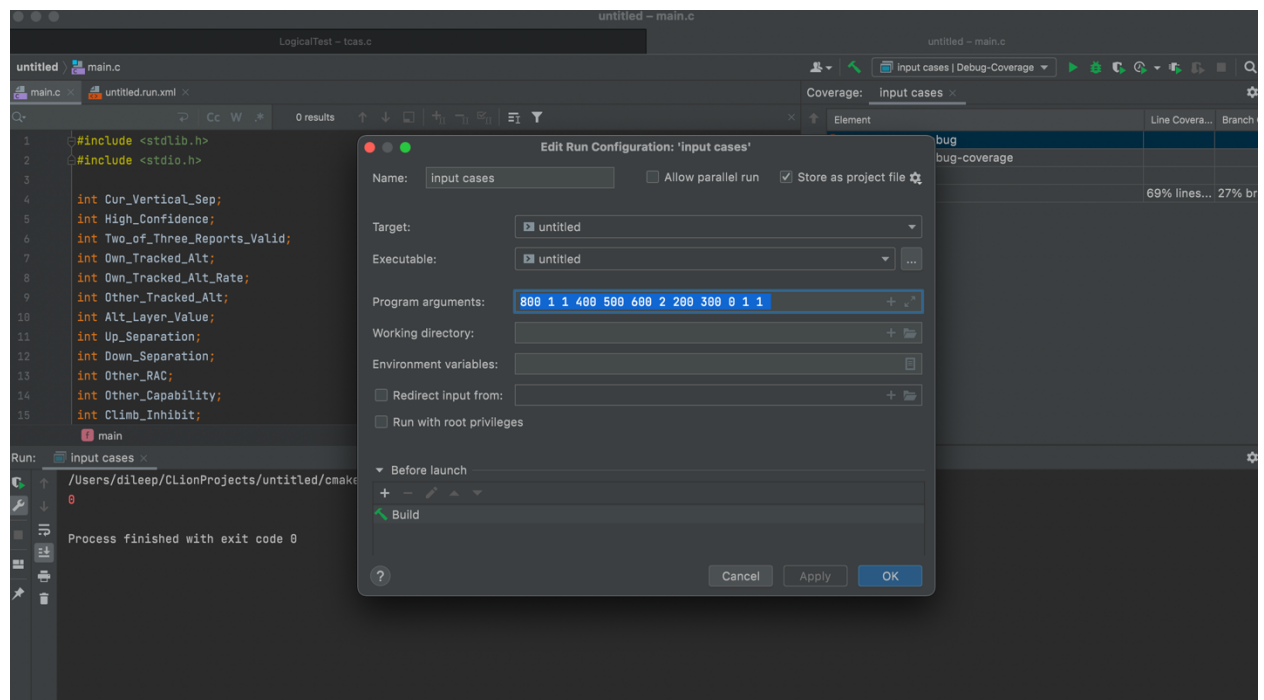 untitled – main.c
LogicalTest – tcas.c
untitled – main.c
untitled main.c
input cases | Debug-Coverage
main.c
untitled.run.xml
Coverage: input cases
Cc W .* 0 results
Element Line Covera... Branch
1 #include <stdlib.h>
2 #include <stdio.h>
3
4 int Cur_Vertical_Sep;
5 int High_Confidence;
6 int Two_of_Three_Reports_Valid;
7 int Own_Tracked_Alt;
8 int Own_Tracked_Alt_Rate;
9 int Other_Tracked_Alt;
10 int Alt_Layer_Value;
11 int Up_Separation;
12 int Down_Separation;
13 int Other_RAC;
14 int Other_Capability;
15 int Climb_Inhibit;
f main
bug
bug-coverage
69% lines... 27% br
Edit Run Configuration: 'input cases'
Name: input cases
Allow parallel run
Store as project file
Target: untitled
Executable: untitled ...
Program arguments: 800 1 1 400 500 600 2 200 300 0 1 1
Working directory:
Environment variables:
Redirect input from:
Run with root privileges
Before launch
Build
? Cancel Apply OK
Run: input cases
/Users/dileep/CLionProjects/untitled/cmake
0
Process finished with exit code 0